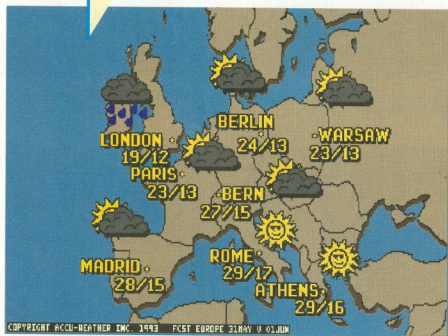 BERLIN
24/13
LONDON
19/12
WARSAW
23/13
PARIS
23/13
BERN
27/15
ROME
29/17
MADRID
28/15
ATHENS
29/16
COPYRIGHT ACCU-WEATHER INC. 1993 FCST EUROPE 31MAY V 01JUN